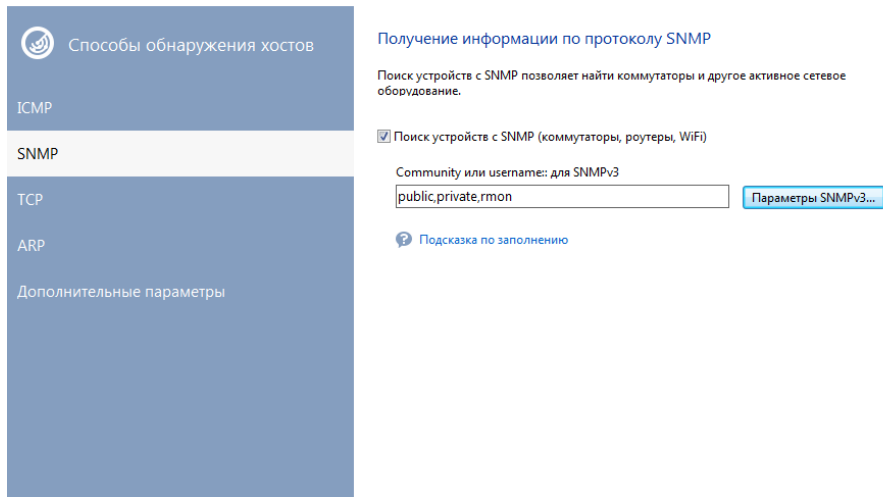 Способы обнаружения хостов
ICMP
SNMP
TCP
ARP
Дополнительные параметры
Получение информации по протоколу SNMP
Поиск устройств с SNMP позволяет найти коммутаторы и другое активное сетевое
оборудование.
Поиск устройств с SNMP (коммутаторы, роутеры, WiFi)
Community или username:: для SNMPv3
public,private,rmon
Параметры SNMPv3...
Подсказка по заполнению